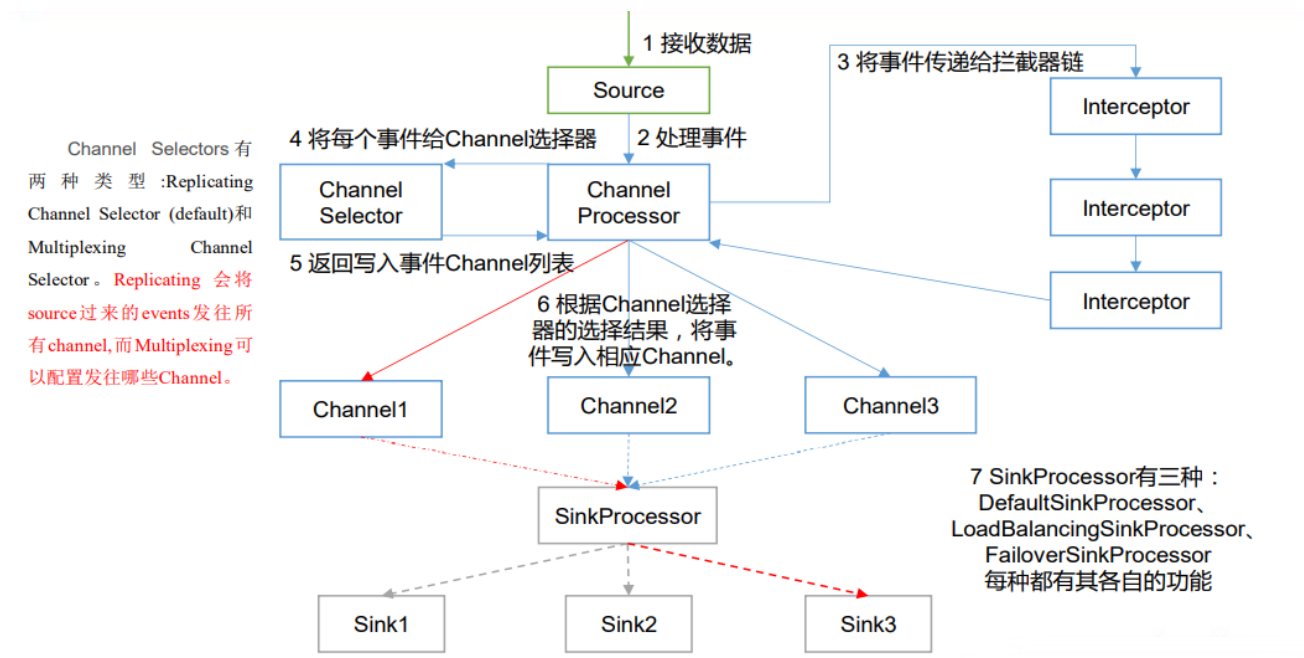 1 接收数据
3 将事件传递给拦截器链
Source
Interceptor
4 将每个事件给Channel选择器
2 处理事件
Channel Selectors有
两种类型:Replicating
Channel Selector (default)和
Multiplexing Channel
Selector。Replicating 会将
source过来的events发往所
有channel,而Multiplexing可
以配置发往哪些Channel。
Channel
Selector
Channel
Processor
Interceptor
5 返回写入事件Channel列表
Interceptor
6 根据Channel选择
器的选择结果，将事
件写入相应Channel。
Channel1
Channel2
Channel3
7 SinkProcessor有三种：
DefaultSinkProcessor、
LoadBalancingSinkProcessor、
FailoverSinkProcessor
每种都有其各自的功能
SinkProcessor
Sink1
Sink2
Sink3